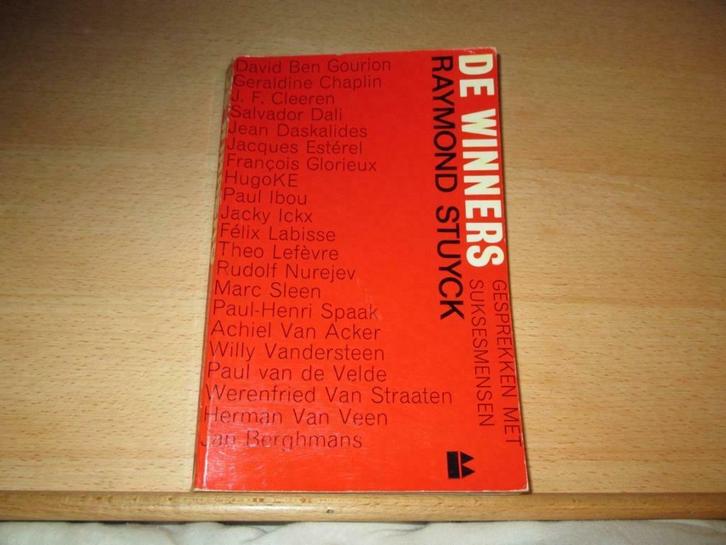 David Ben Gourion
Geraldine Chaplin
J. F. Cleeren
Salvador Dali
Jean Daskalides
Jacques Estérel
François Glorieux
HugoKE
Paul Ibou
Jacky Ickx
Félix Labisse
Theo Lefèvre
Rudolf Nurejev
Marc Sleen
Paul-Henri Spaak
Achiel Van Acker
Willy Vandersteen
Paul van de Velde
Werenfried Van Straaten
Herman Van Veen
Jan Berghmans
DE WINNERS
RAYMOND STUYCK
GESPREKKEN MET
SUKSESMENSEN